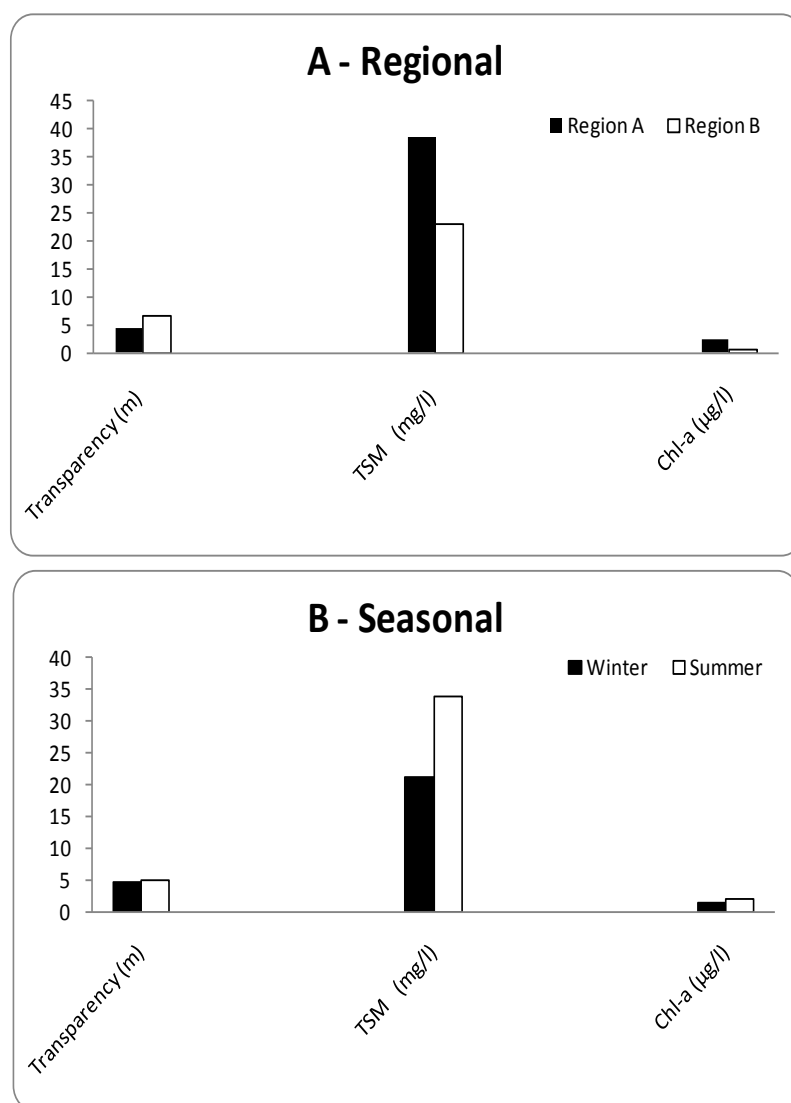 A - Regional
45
40
35
30
25
20
15
10
5
0
Region A Region B
Transparency (m)
TSM (mg/l)
Chl-a (µg/l)
B - Seasonal
40
35
30
25
20
15
10
5
0
Winter Summer
Transparency (m)
TSM (mg/l)
Chl-a (µg/l)